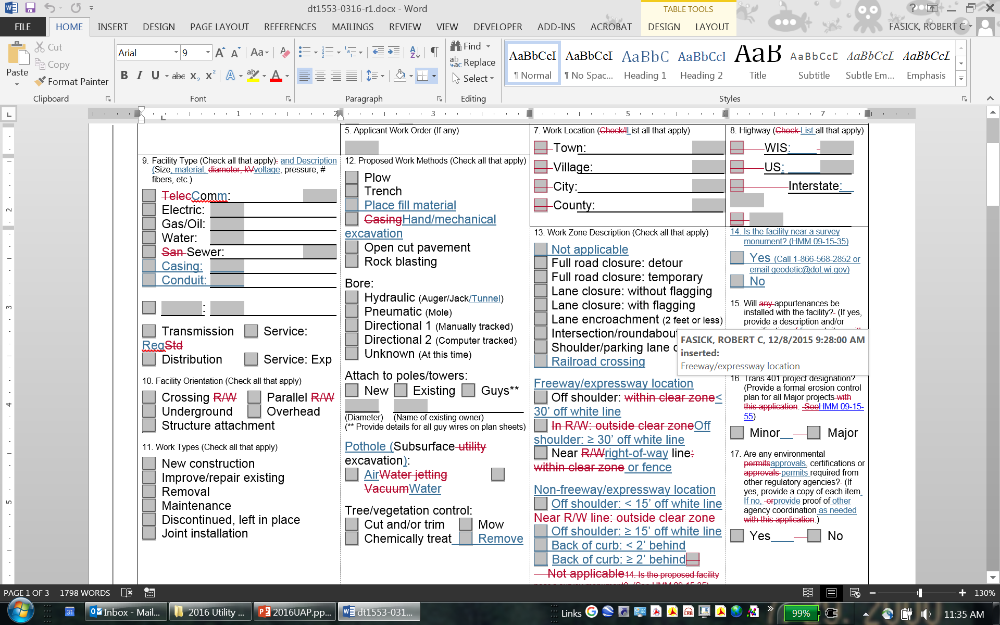 dt1553-0316-r1.docx - Word
TABLE TOOLS
FILE HOME INSERT DESIGN PAGE LAYOUT REFERENCES MAILINGS REVIEW VIEW DEVELOPER ADD-INS ACROBAT DESIGN LAYOUT FASICK, ROBERT C
Paste
Cut
Copy
Format Painter
Arial 9
Find
Replace
Select
AaBbCcI AaBbCcI AaBbC AaBbCcI AaB AaBbCcD AaBbCcL AaBbCcL
¶ Normal ¶ No Spac... Heading 1 Heading 2 Title Subtitle Subtle Em... Emphasis
Clipboard Font Paragraph Editing Styles
1 2 3 5 7
5. Applicant Work Order (If any)
7. Work Location (Check/lList all that apply)
Town:
Village:
City:
County:
8. Highway (Check List all that apply)
WIS:
US:
Interstate:
9. Facility Type (Check all that apply): and Description
(Size, material, diameter, kVvoltage, pressure, #
fibers, etc.)
TelecComm:
Electric:
Gas/Oil:
Water:
San Sewer:
Casing:
Conduit:
:
Transmission Service:
RegStd
Distribution Service: Exp
10. Facility Orientation (Check all that apply)
Crossing R/W Parallel R/W
Underground Overhead
Structure attachment
11. Work Types (Check all that apply)
New construction
Improve/repair existing
Removal
Maintenance
Discontinued, left in place
Joint installation
12. Proposed Work Methods (Check all that apply)
Plow
Trench
Place fill material
CasingHand/mechanical
excavation
Open cut pavement
Rock blasting
Bore:
Hydraulic (Auger/Jack/Tunnel)
Pneumatic (Mole)
Directional 1 (Manually tracked)
Directional 2 (Computer tracked)
Unknown (At this time)
Attach to poles/towers:
New Existing Guys**
(Diameter) (Name of existing owner)
(** Provide details for all guy wires on plan sheets)
Pothole (Subsurface utility
excavation):
AirWater jetting
VacuumWater
Tree/vegetation control:
Cut and/or trim Mow
Chemically treat Remove
13. Work Zone Description (Check all that apply)
Not applicable
Full road closure: detour
Full road closure: temporary
Lane closure: without flagging
Lane closure: with flagging
Lane encroachment (2 feet or less)
Intersection/roundabout
Shoulder/parking lane
Railroad crossing
Freeway/expressway location
Off shoulder: within clear zone<
30’ off white line
In R/W: outside clear zoneOff
shoulder: ≥ 30’ off white line
Near R/Wright-of-way line:
within clear zone or fence
Non-freeway/expressway location
Off shoulder: < 15’ off white line
Near R/W line: outside clear zone
Off shoulder: ≥ 15’ off white line
Back of curb: < 2’ behind
Back of curb: ≥ 2’ behind
Not applicable14. Is the proposed facility
14. Is the facility near a survey
monument? (HMM 09-15-35)
Yes (Call 1-866-568-2852 or
email geodetic@dot.wi.gov)
No
15. Will any appurtenances be
installed with the facility?- (If yes,
provide a description and/or
FASICK, ROBERT C, 12/8/2015 9:28:00 AM
inserted:
Freeway/expressway location
16. Trans 401 project designation?
(Provide a formal erosion control
plan for all Major projects with
this application. SeeHMM 09-15-
55)
Minor Major
17. Are any environmental
permitsapprovals, certifications or
approvals permits required from
other regulatory agencies?- (If
yes, provide a copy of each item.
If no, orprovide proof of other
agency coordination as needed
with this application.)
Yes No
2
3
4
5
PAGE 1 OF 3 1798 WORDS 130%
31 Inbox - Mail... 2016 Utility ... 2016UAP.pp... dt1553-031... Links LRB » 99% 11:35 AM